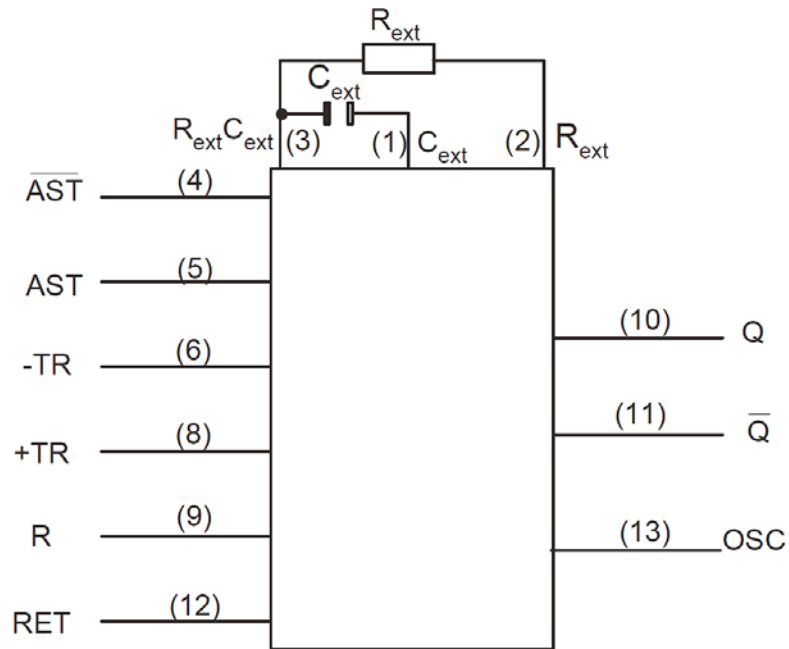 R_ext
C_ext
R_extC_ext (3) (1) C_ext (2) R_ext
A̅S̅T̅ (4)
AST (5)
-TR (6)
(10) Q
+TR (8)
(11) Q̅
R (9)
(13) OSC
RET (12)